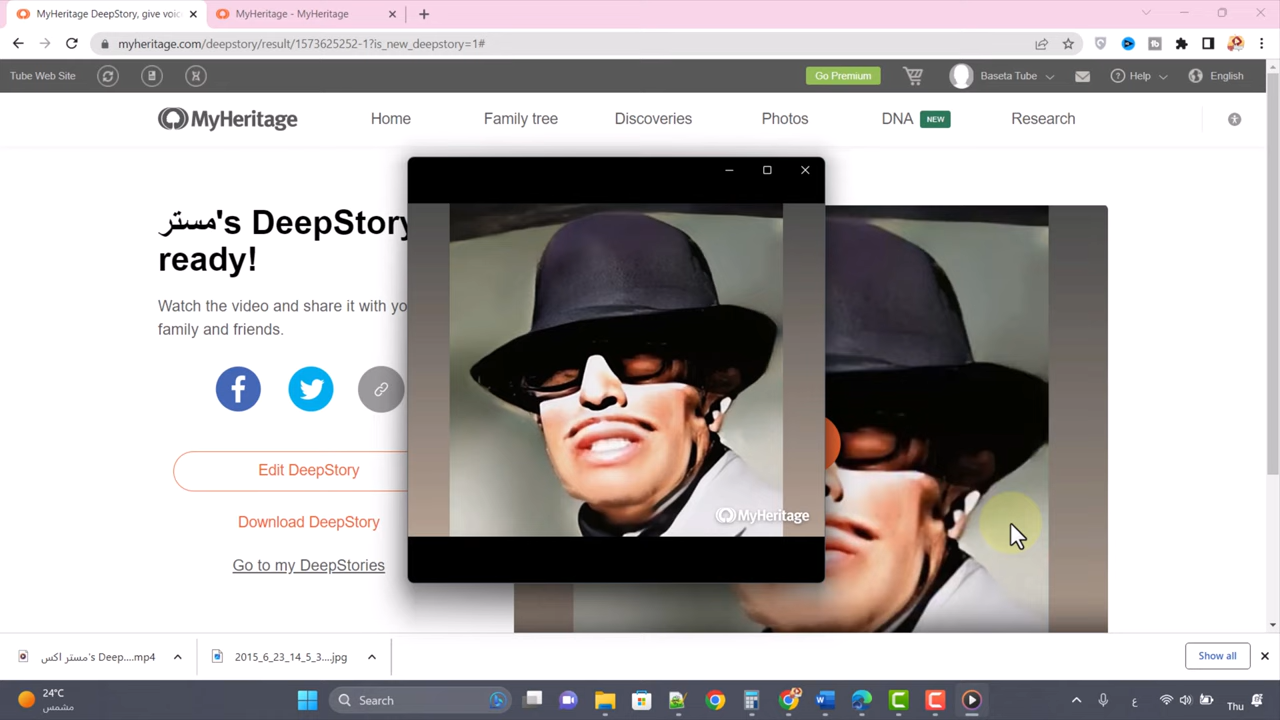 MyHeritage DeepStory, give voic
MyHeritage - MyHeritage
myheritage.com/deepstory/result/1573625252-1?is_new_deepstory=1#
Tube Web Site
Go Premium
Baseta Tube
Help
English
MyHeritage
Home
Family tree
Discoveries
Photos
DNA
NEW
Research
مستر's DeepStory
ready!
Watch the video and share it with yo
family and friends.
Edit DeepStory
Download DeepStory
Go to my DeepStories
MyHeritage
مستر اكس's Deep....mp4
2015_6_23_14_5_3....jpg
Show all
24°C
مشمس
Search
ع
Thu